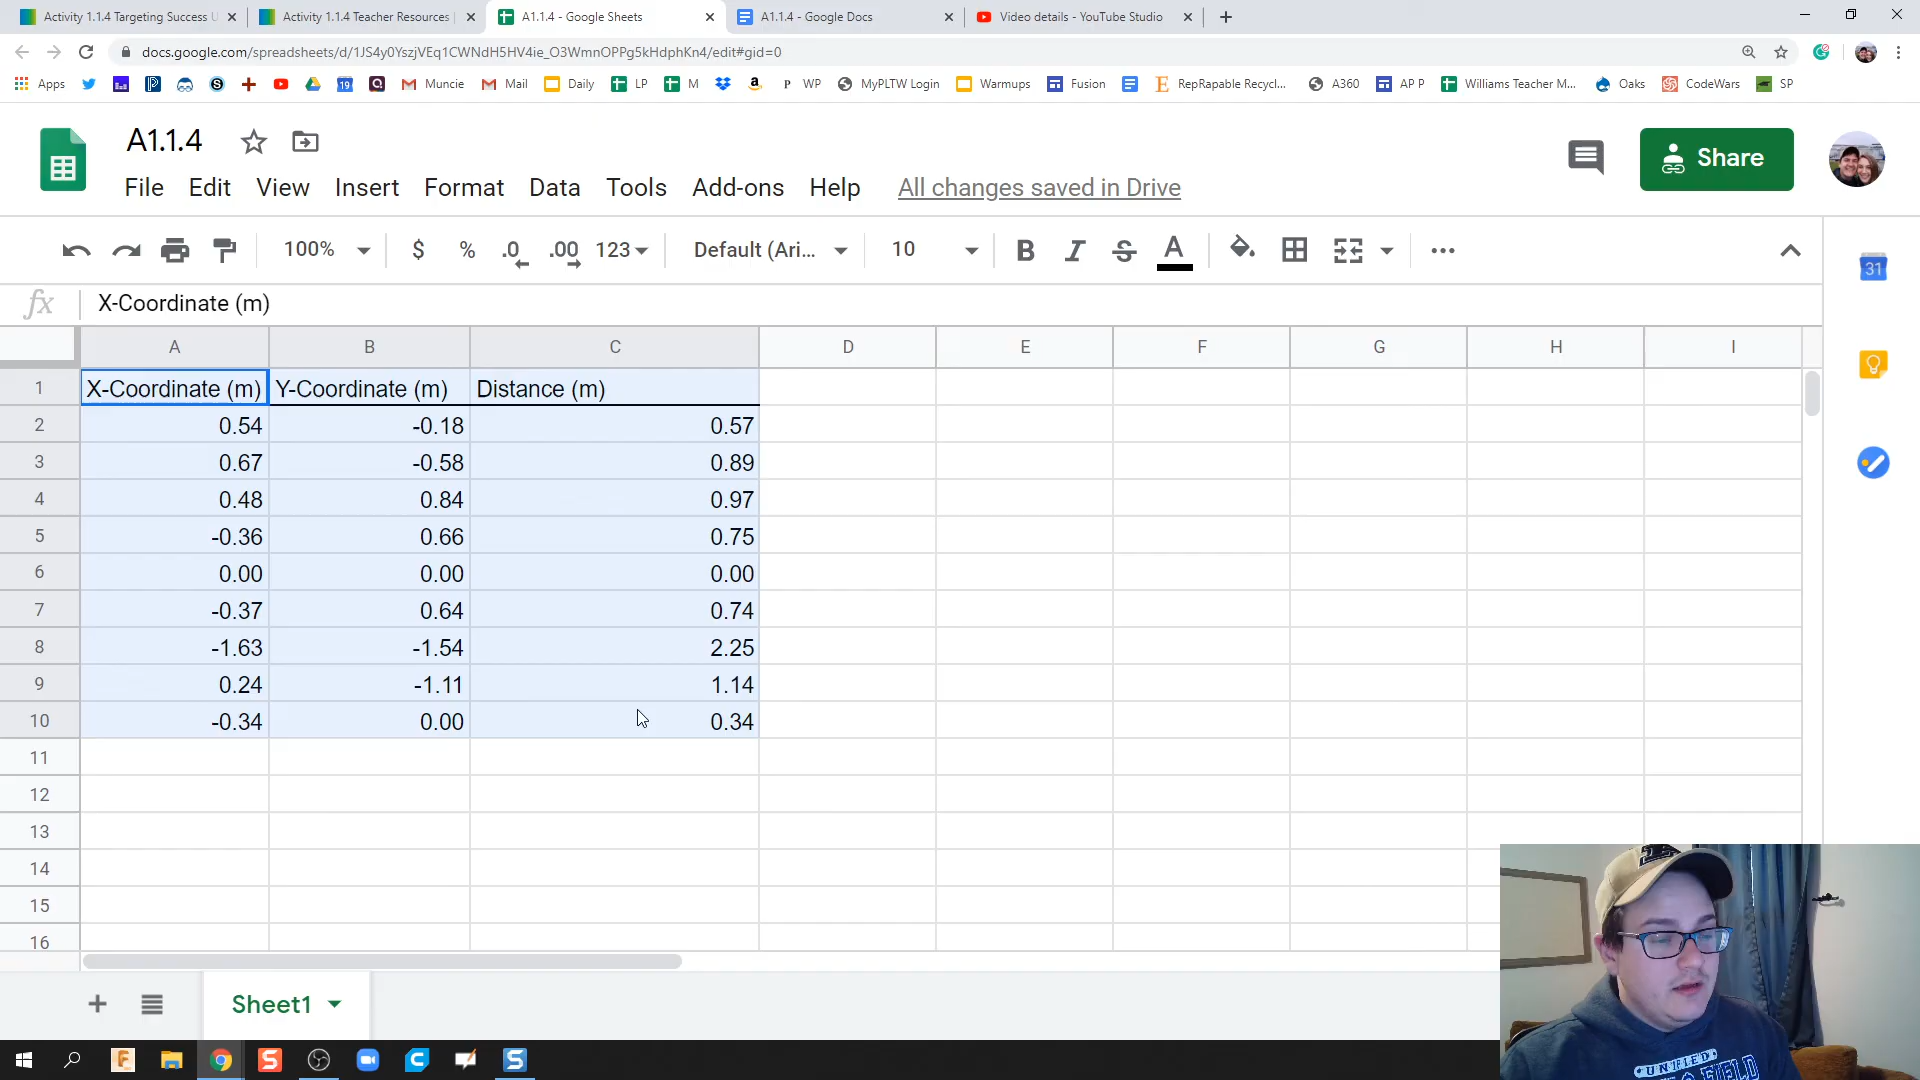 Activity 1.1.4 Targeting Success U
Activity 1.1.4 Teacher Resources
A1.1.4 - Google Sheets
A1.1.4 - Google Docs
Video details - YouTube Studio
docs.google.com/spreadsheets/d/1JS4y0YszjVEq1CWNdH5HV4ie_O3WmnOPPg5kHdphKn4/edit#gid=0
Apps
Muncie
Mail
Daily
LP
M
WP
MyPLTW Login
Warmups
Fusion
RepRapable Recycl...
A360
AP P
Williams Teacher M...
Oaks
CodeWars
SP
A1.1.4
File Edit View Insert Format Data Tools Add-ons Help All changes saved in Drive
Share
100% $ % .0 .00 123 Default (Ari... 10 B I S A
31
fx X-Coordinate (m)
A B C D E F G H I
1 X-Coordinate (m) Y-Coordinate (m) Distance (m)
2 0.54 -0.18 0.57
3 0.67 -0.58 0.89
4 0.48 0.84 0.97
5 -0.36 0.66 0.75
6 0.00 0.00 0.00
7 -0.37 0.64 0.74
8 -1.63 -1.54 2.25
9 0.24 -1.11 1.14
10 -0.34 0.00 0.34
11
12
13
14
15
16
Sheet1
UNIFIED
FIELD